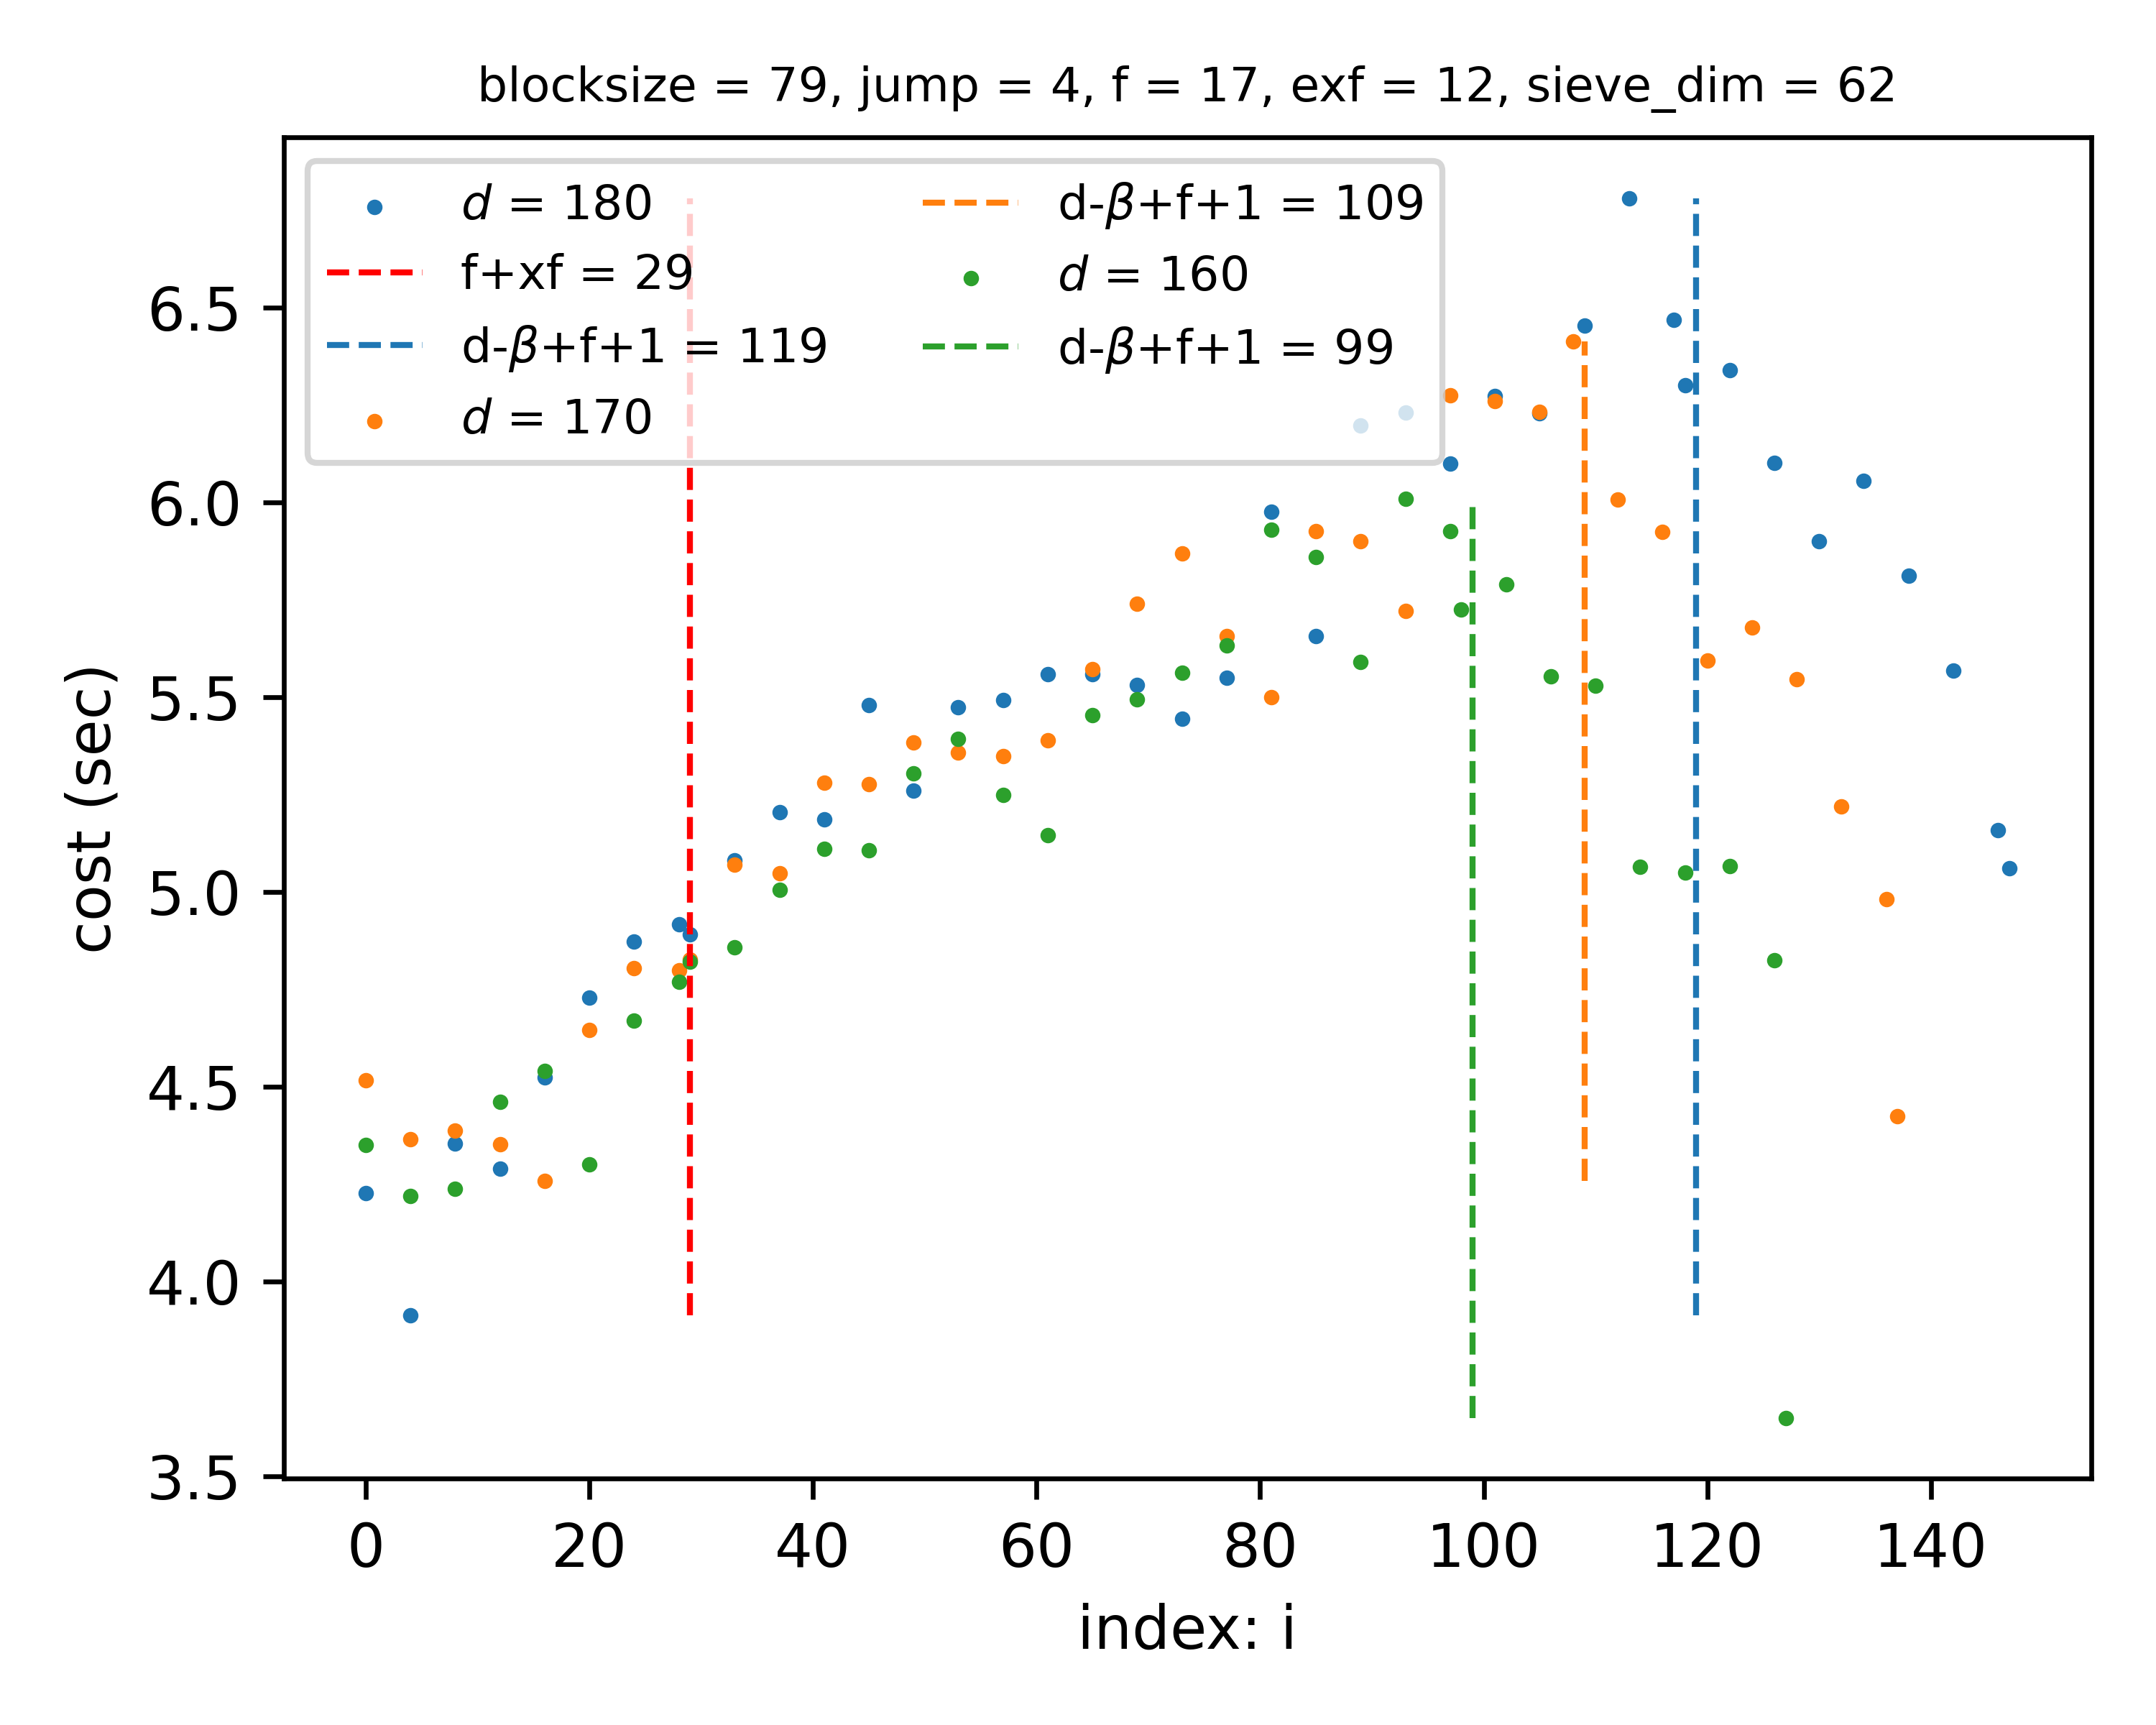 blocksize = 79, jump = 4, f = 17, exf = 12, sieve_dim = 62
d = 180
f+xf = 29
d-β+f+1 = 119
d = 170
d-β+f+1 = 109
d = 160
d-β+f+1 = 99
cost (sec)
6.5
6.0
5.5
5.0
4.5
4.0
3.5
0 20 40 60 80 100 120 140
index: i